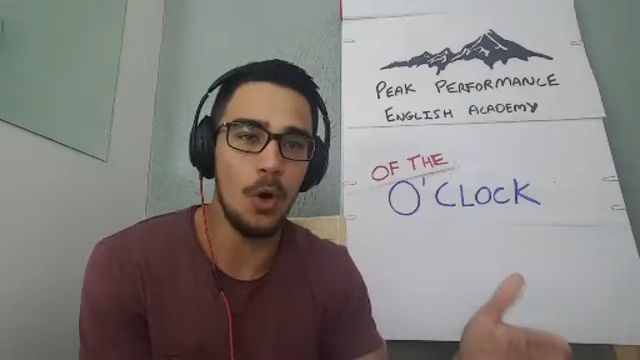 PEAK PERFORMANCE
ENGLISH ACADEMY
OF THE
O'CLOCK